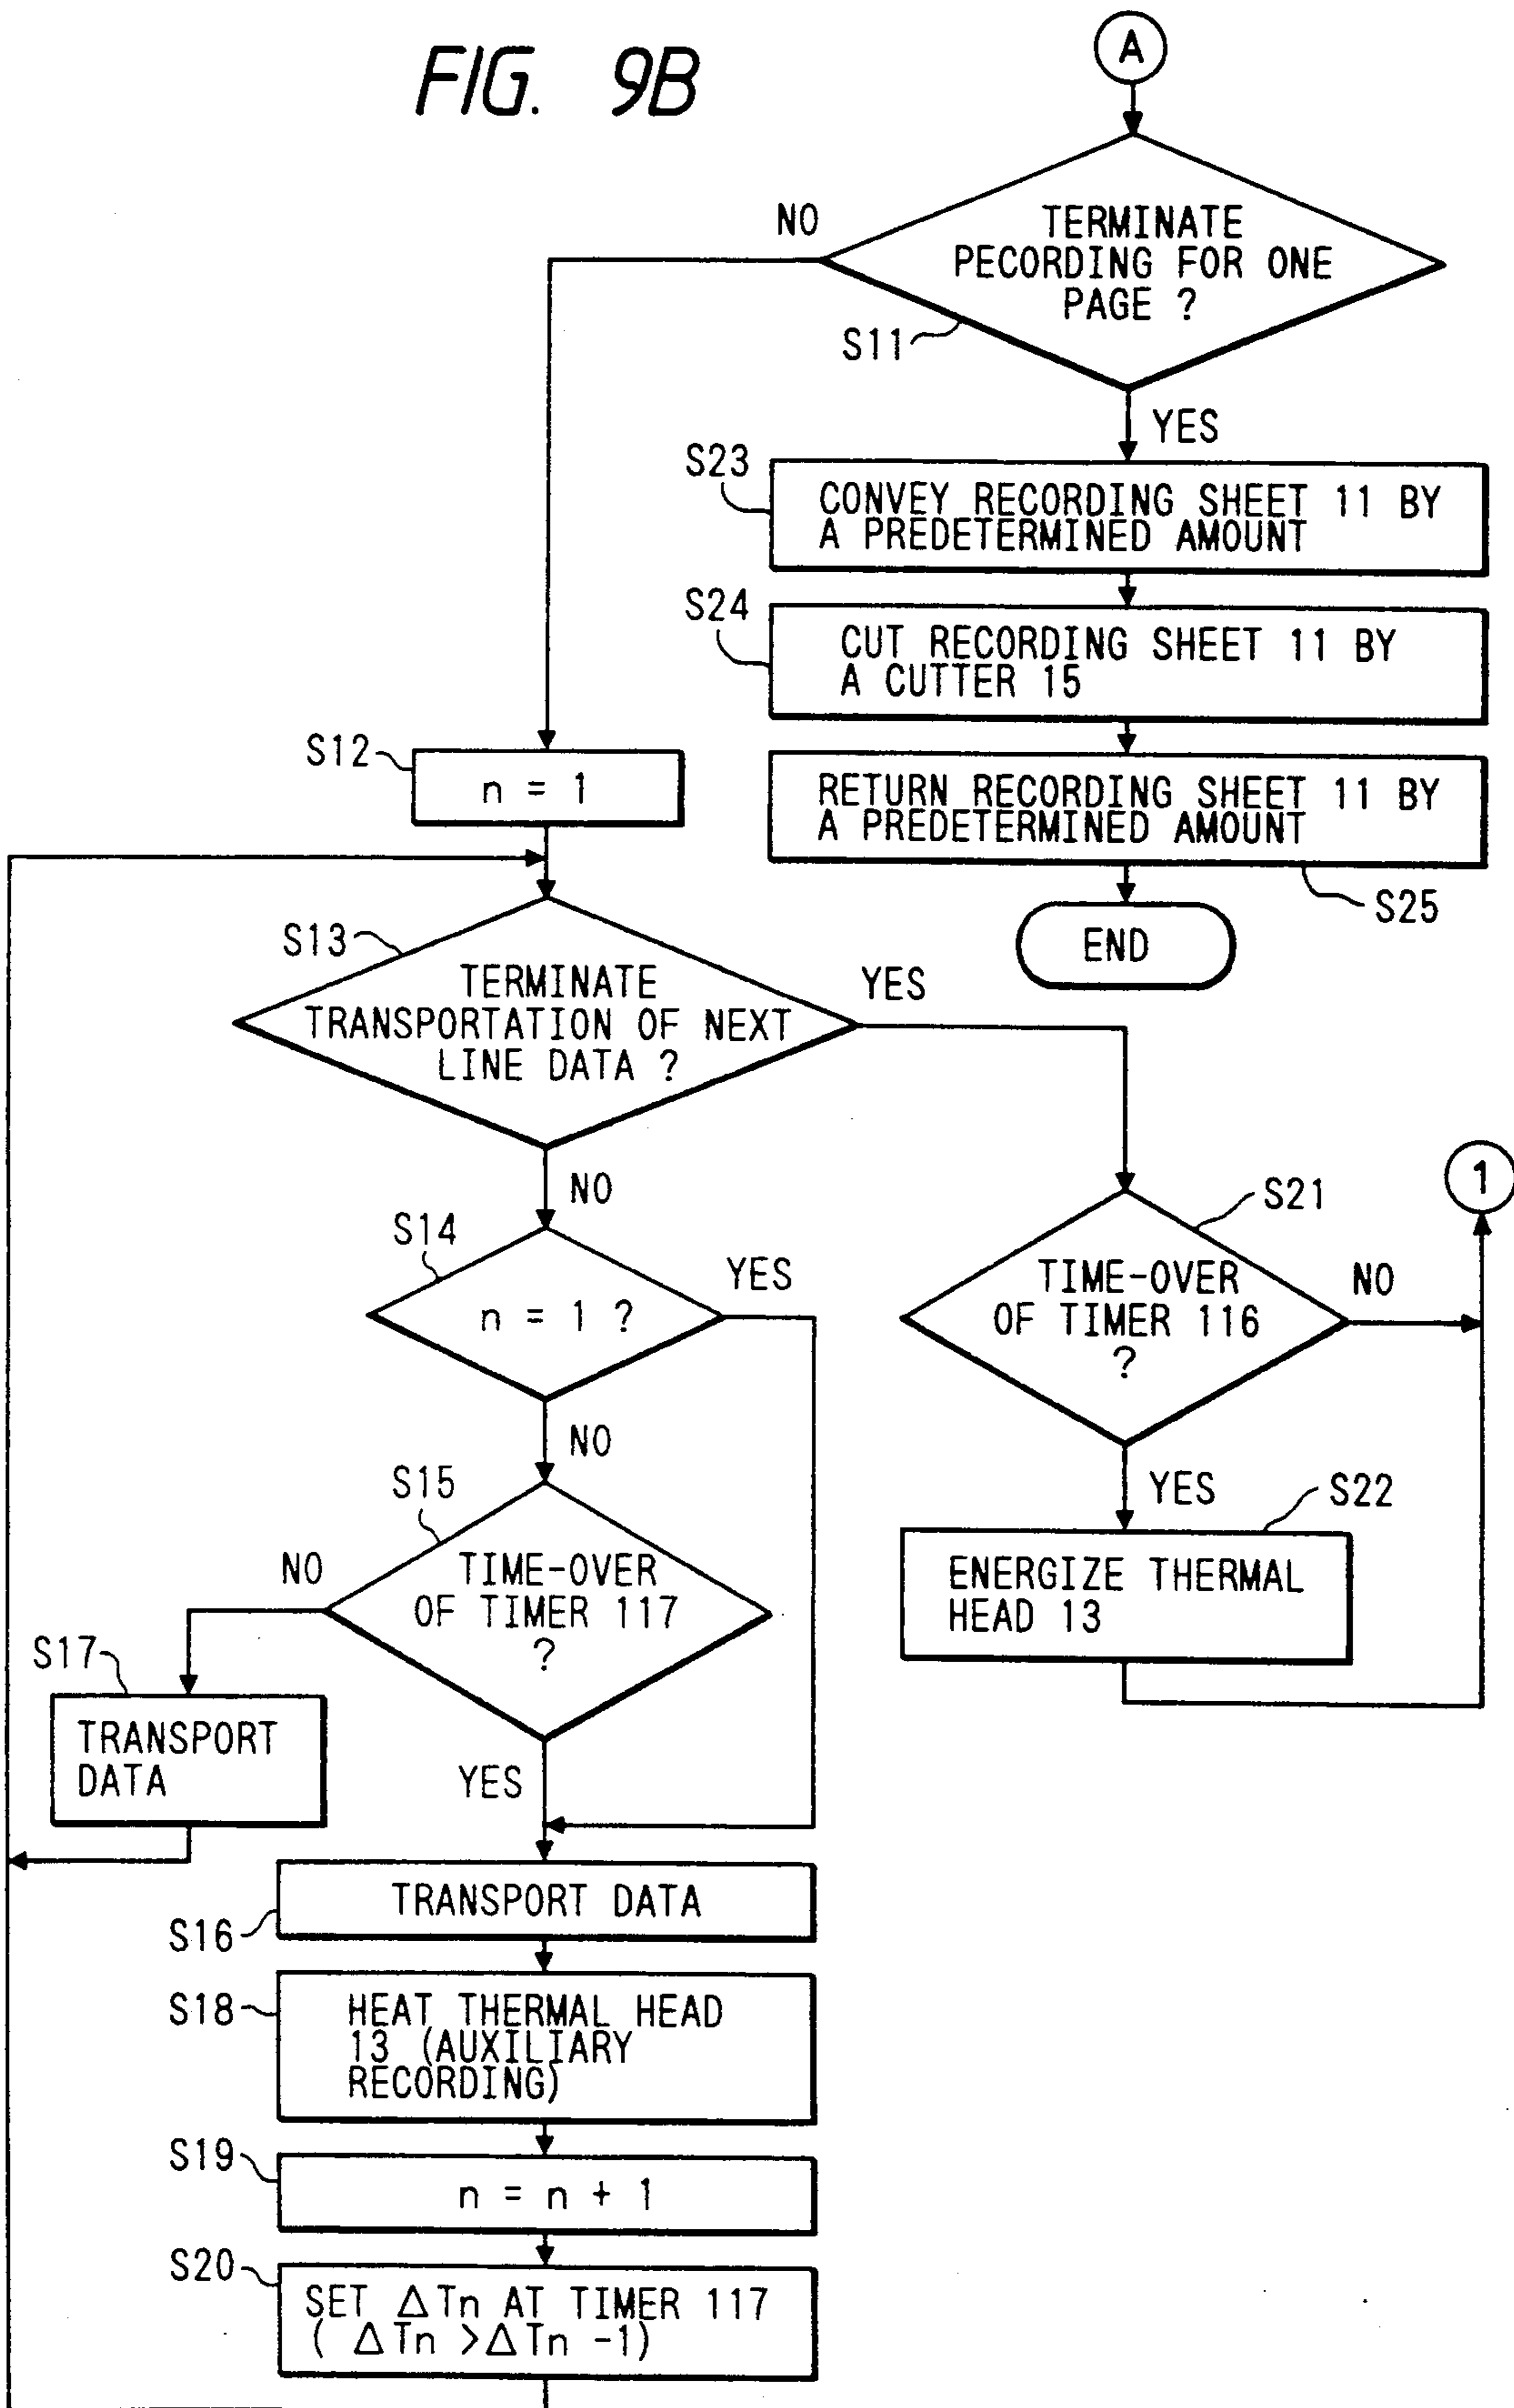 FIG. 9B
A
TERMINATE
PECORDING FOR ONE
PAGE ?
NO
S11
YES
S23
CONVEY RECORDING SHEET 11 BY
A PREDETERMINED AMOUNT
S24
CUT RECORDING SHEET 11 BY
A CUTTER 15
RETURN RECORDING SHEET 11 BY
A PREDETERMINED AMOUNT
S25
END
S12
n = 1
S13
TERMINATE
TRANSPORTATION OF NEXT
LINE DATA ?
YES
NO
S14
n = 1 ?
YES
NO
S21
TIME-OVER
OF TIMER 116
?
NO
1
YES
S22
ENERGIZE THERMAL
HEAD 13
S15
TIME-OVER
OF TIMER 117
?
NO
S17
TRANSPORT
DATA
YES
TRANSPORT DATA
S16
S18
HEAT THERMAL HEAD
13 (AUXILIARY
RECORDING)
S19
n = n + 1
S20
SET ΔTn AT TIMER 117
( ΔTn >ΔTn -1)